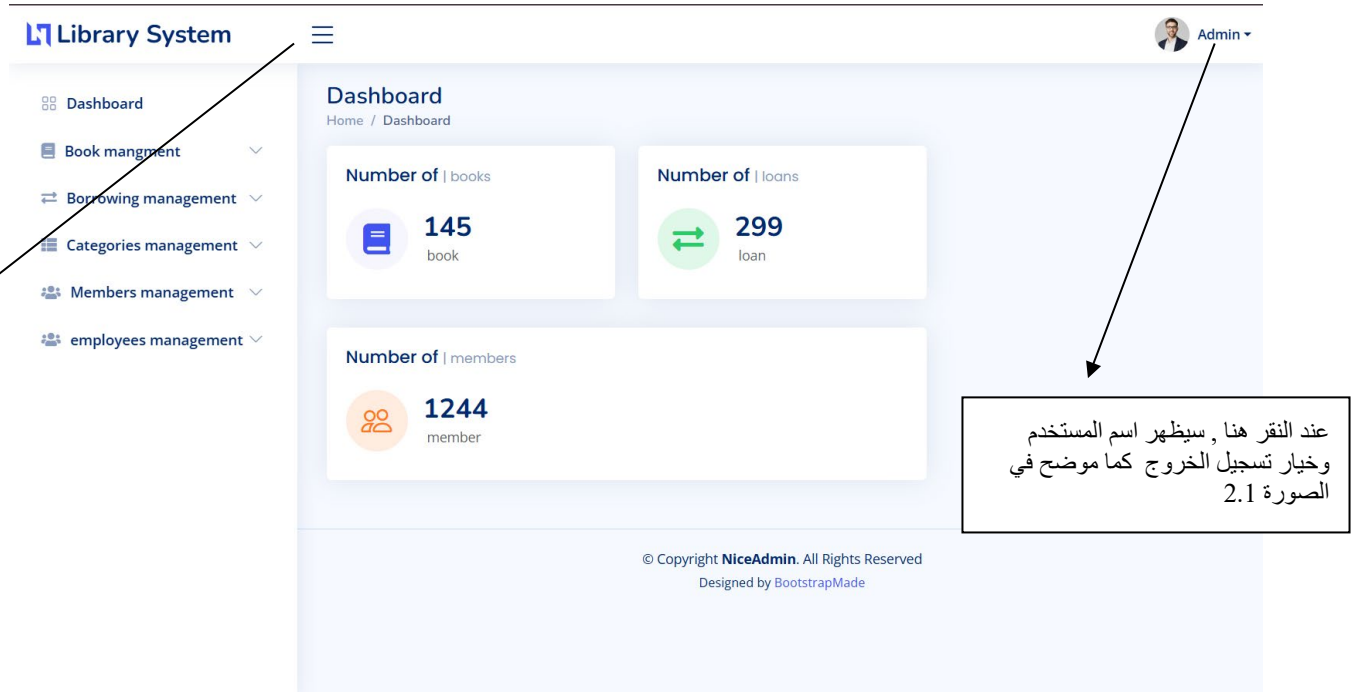 Library System
Admin
Dashboard
Book mangment
Borrowing management
Categories management
Members management
employees management
Dashboard
Home / Dashboard
Number of | books
145
book
Number of | loans
299
loan
Number of | members
1244
member
عند النقر هنا , سيظهر اسم المستخدم
وخيار تسجيل الخروج كما موضح في
الصورة 2.1
© Copyright NiceAdmin. All Rights Reserved
Designed by BootstrapMade